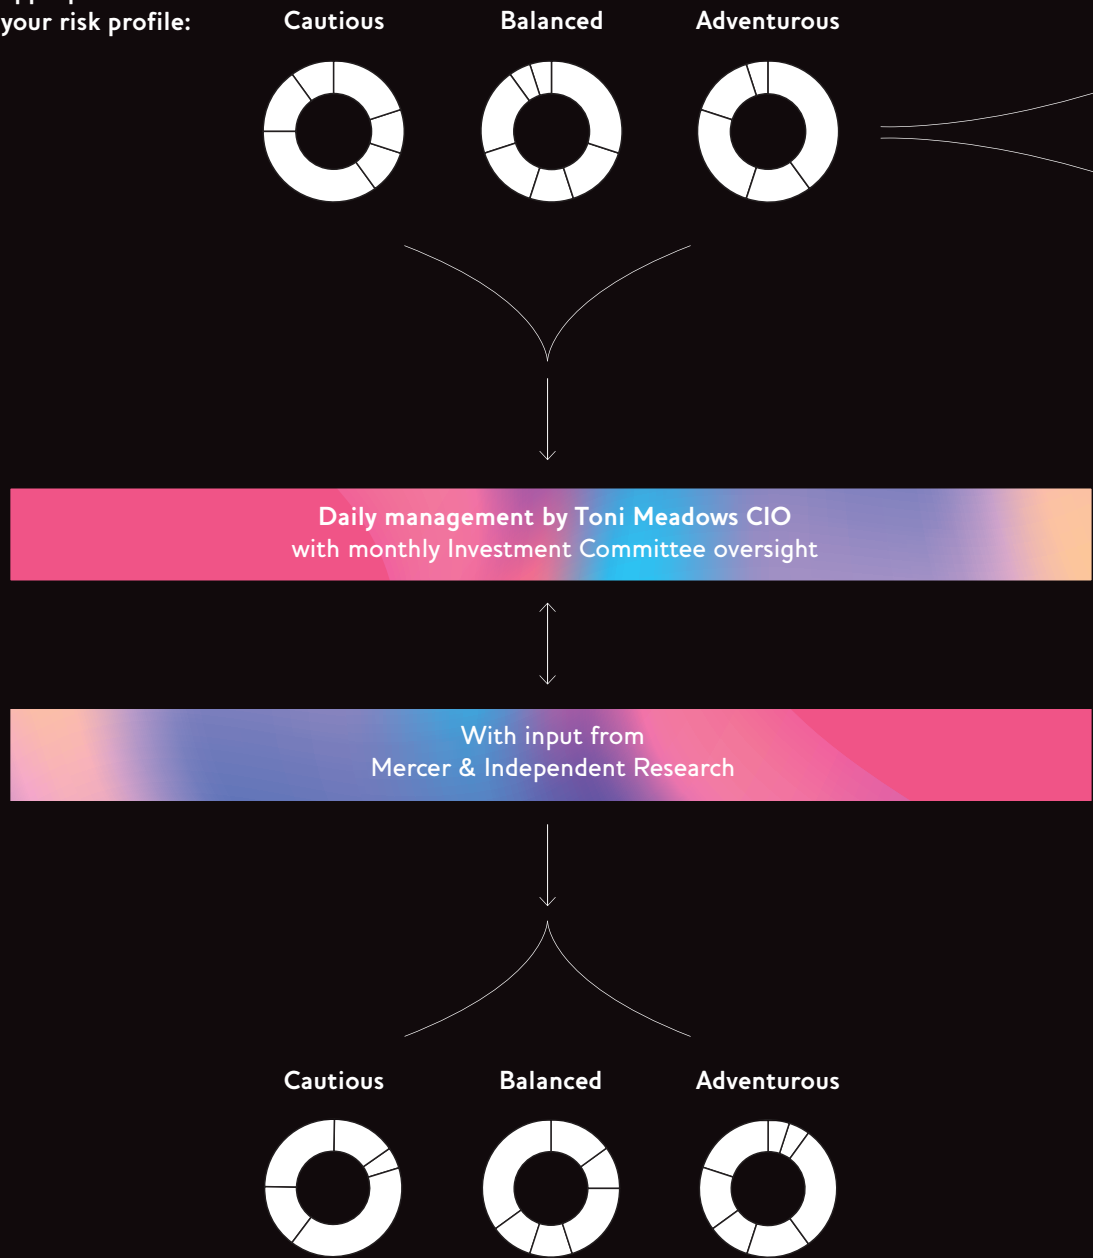 your risk profile:
Cautious
Balanced
Adventurous
Daily management by Toni Meadows CIO
with monthly Investment Committee oversight
With input from
Mercer & Independent Research
Cautious
Balanced
Adventurous